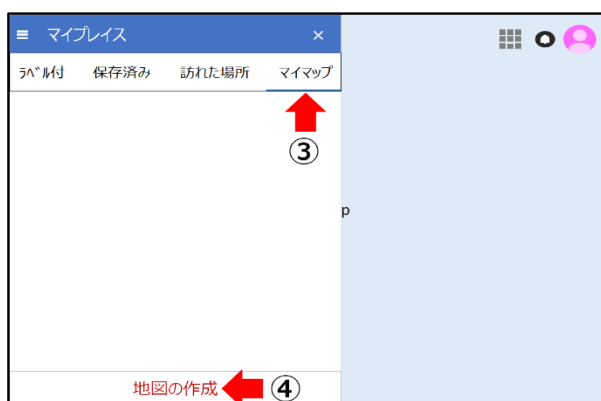 ≡ マイプレイス ×
ﾗﾍﾞﾙ付 保存済み 訪れた場所 マイマップ
③
p
地図の作成 ④